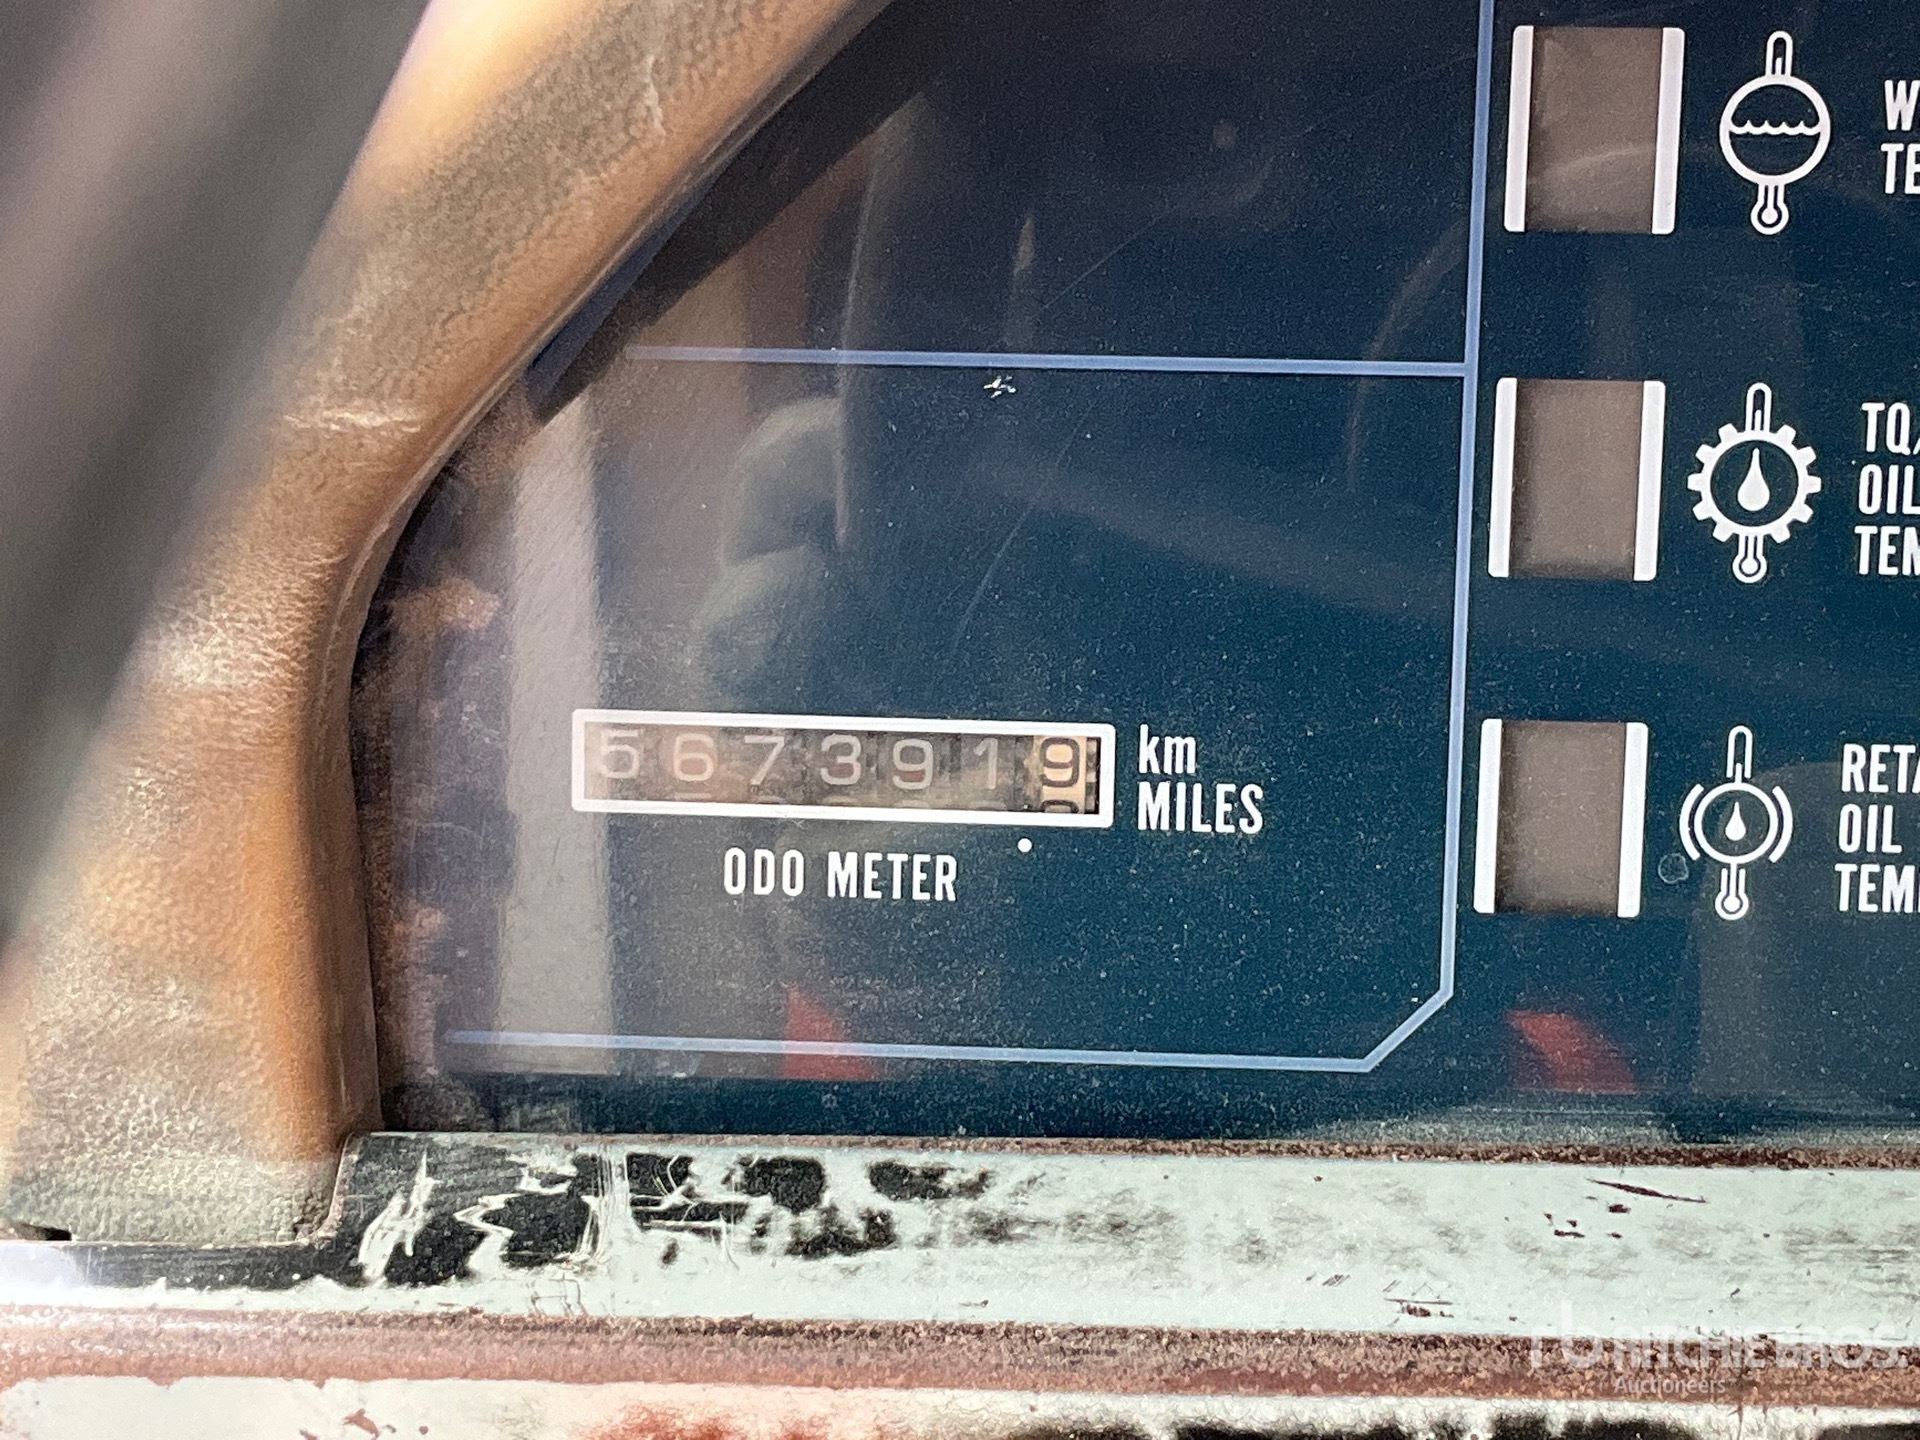 W
TE
TQ/
OIL
TEM
5673919
km
MILES
ODO METER
RETA
OIL
TEM
RITCHIE BROS.
Auctioneers